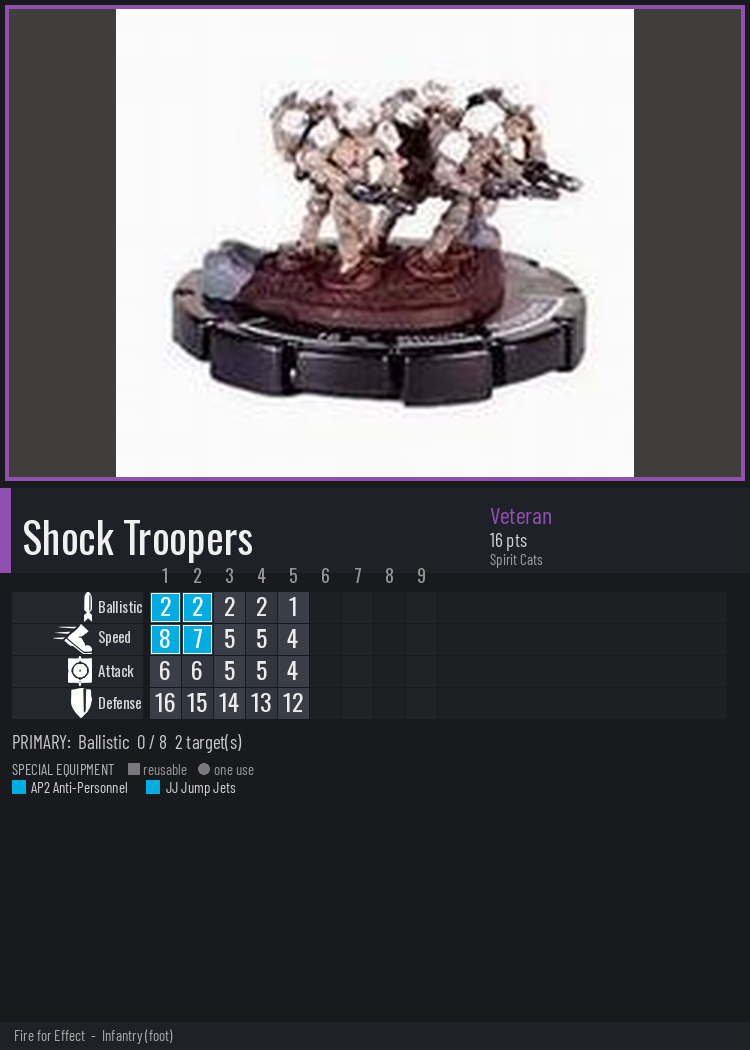 Shock Troopers
Veteran
16 pts
Spirit Cats
1 2 3 4 5 6 7 8 9
Ballistic 2 2 2 2 1
Speed 8 7 5 5 4
Attack 6 6 5 5 4
Defense 16 15 14 13 12
PRIMARY: Ballistic 0 / 8 2 target(s)
SPECIAL EQUIPMENT reusable one use
AP2 Anti-Personnel JJ Jump Jets
Fire for Effect - Infantry (foot)